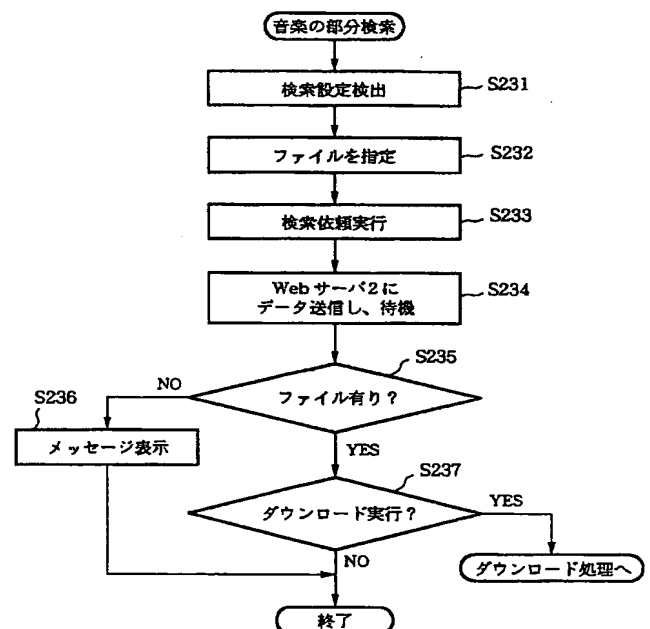 音楽の部分検索
検索設定検出
S231
ファイルを指定
S232
検索依頼実行
S233
Webサーバ2に
データ送信し、待機
S234
S235
ファイル有り？
NO
S236
メッセージ表示
YES
S237
ダウンロード実行？
YES
NO
ダウンロード処理へ
終了